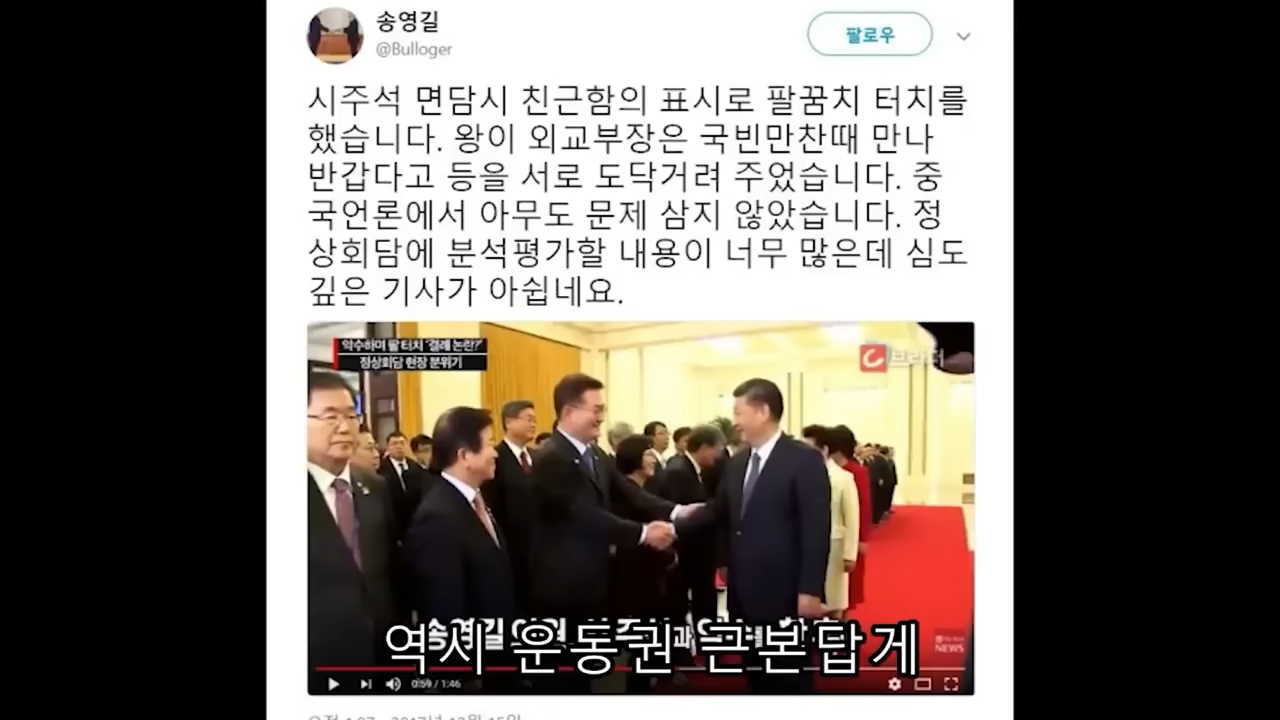 송영길
@Bulloger
팔로우
시주석 면담시 친근함의 표시로 팔꿈치 터치를
했습니다. 왕이 외교부장은 국빈만찬때 만나
반갑다고 등을 서로 도닥거려 주었습니다. 중
국언론에서 아무도 문제 삼지 않았습니다. 정
상회담에 분석평가할 내용이 너무 많은데 심도
깊은 기사가 아쉽네요.
악수하며 팔 터치 '결례 논란?'
정상회담 현장 분위기
브라더
송영길
역시 운동권 근본답게
NEWS
0:59 / 1:46